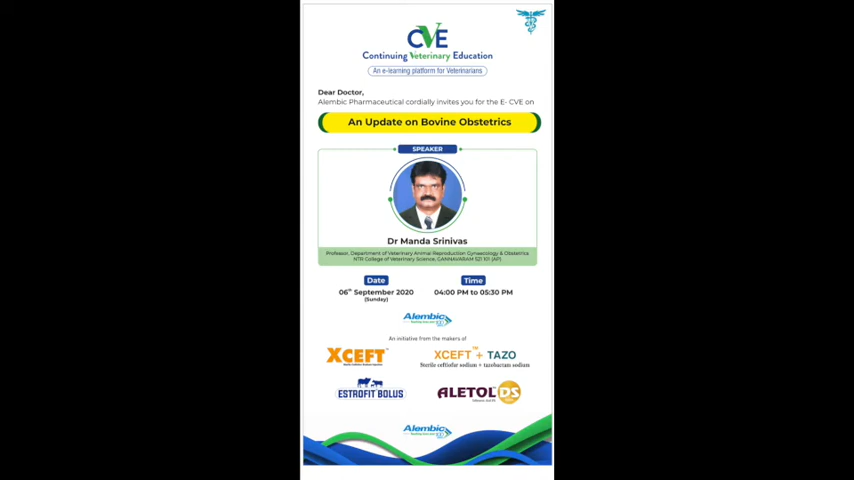 CVE
Continuing Veterinary Education
An e-learning platform for Veterinarians
Dear Doctor,
Alembic Pharmaceutical cordially invites you for the E- CVE on
An Update on Bovine Obstetrics
SPEAKER
Dr Manda Srinivas
Professor, Department of Veterinary Animal Reproduction Gynaecology & Obstetrics
NTR College of Veterinary Science, GANNAVARAM 521 101 (AP)
Date
Time
06th September 2020
04:00 PM to 05:30 PM
(Sunday)
Alembic
An initiative from the makers of
XCEFT™
XCEFT™ + TAZO
Sterile ceftiofur sodium + tazobactam sodium
ESTROFIT BOLUS
ALETOL DS
Alembic